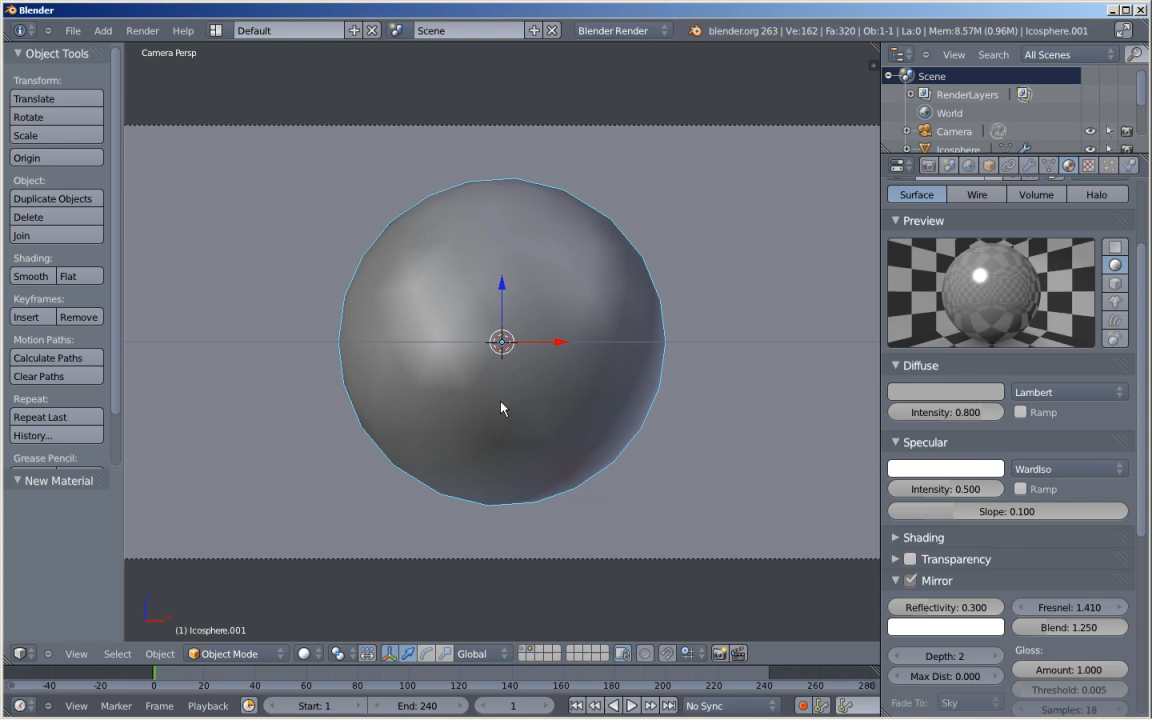 Blender
File Add Render Help Default Scene Blender Render blender.org 263 | Ve:162 | Fa:320 | Ob:1-1 | La:0 | Mem:8.57M (0.96M) | Icosphere.001
Object Tools
Transform:
Translate
Rotate
Scale
Origin
Object:
Duplicate Objects
Delete
Join
Shading:
Smooth Flat
Keyframes:
Insert Remove
Motion Paths:
Calculate Paths
Clear Paths
Repeat:
Repeat Last
History...
Grease Pencil:
New Material
Camera Persp
(1) Icosphere.001
View Select Object Object Mode Global
-40 -20 0 20 40 60 80 100 120 140 160 180 200 220 240 260 280
View Marker Frame Playback Start: 1 End: 240 1 No Sync
View Search All Scenes
Scene
RenderLayers
World
Camera
Icosphere
Surface Wire Volume Halo
Preview
Diffuse
Lambert
Intensity: 0.800 Ramp
Specular
WardIso
Intensity: 0.500 Ramp
Slope: 0.100
Shading
Transparency
Mirror
Reflectivity: 0.300 Fresnel: 1.410
Blend: 1.250
Gloss:
Depth: 2
Amount: 1.000
Max Dist: 0.000
Threshold: 0.005
Fade To: Sky
Samples: 18